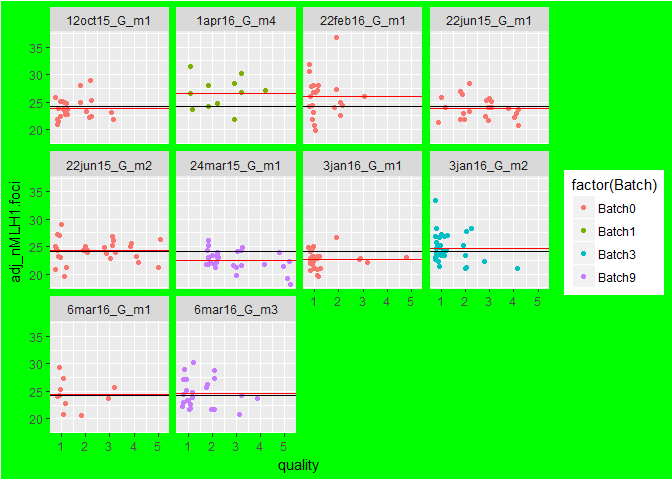 12oct15_G_m1 1apr16_G_m4 22feb16_G_m1 22jun15_G_m1
35
30
25
20
22jun15_G_m2 24mar15_G_m1 3jan16_G_m1 3jan16_G_m2
35
30
25
20
1 2 3 4 5 1 2 3 4 5
6mar16_G_m1 6mar16_G_m3
35
30
25
20
1 2 3 4 5 1 2 3 4 5
quality
adj_nMLH1.foci
factor(Batch)
Batch0
Batch1
Batch3
Batch9